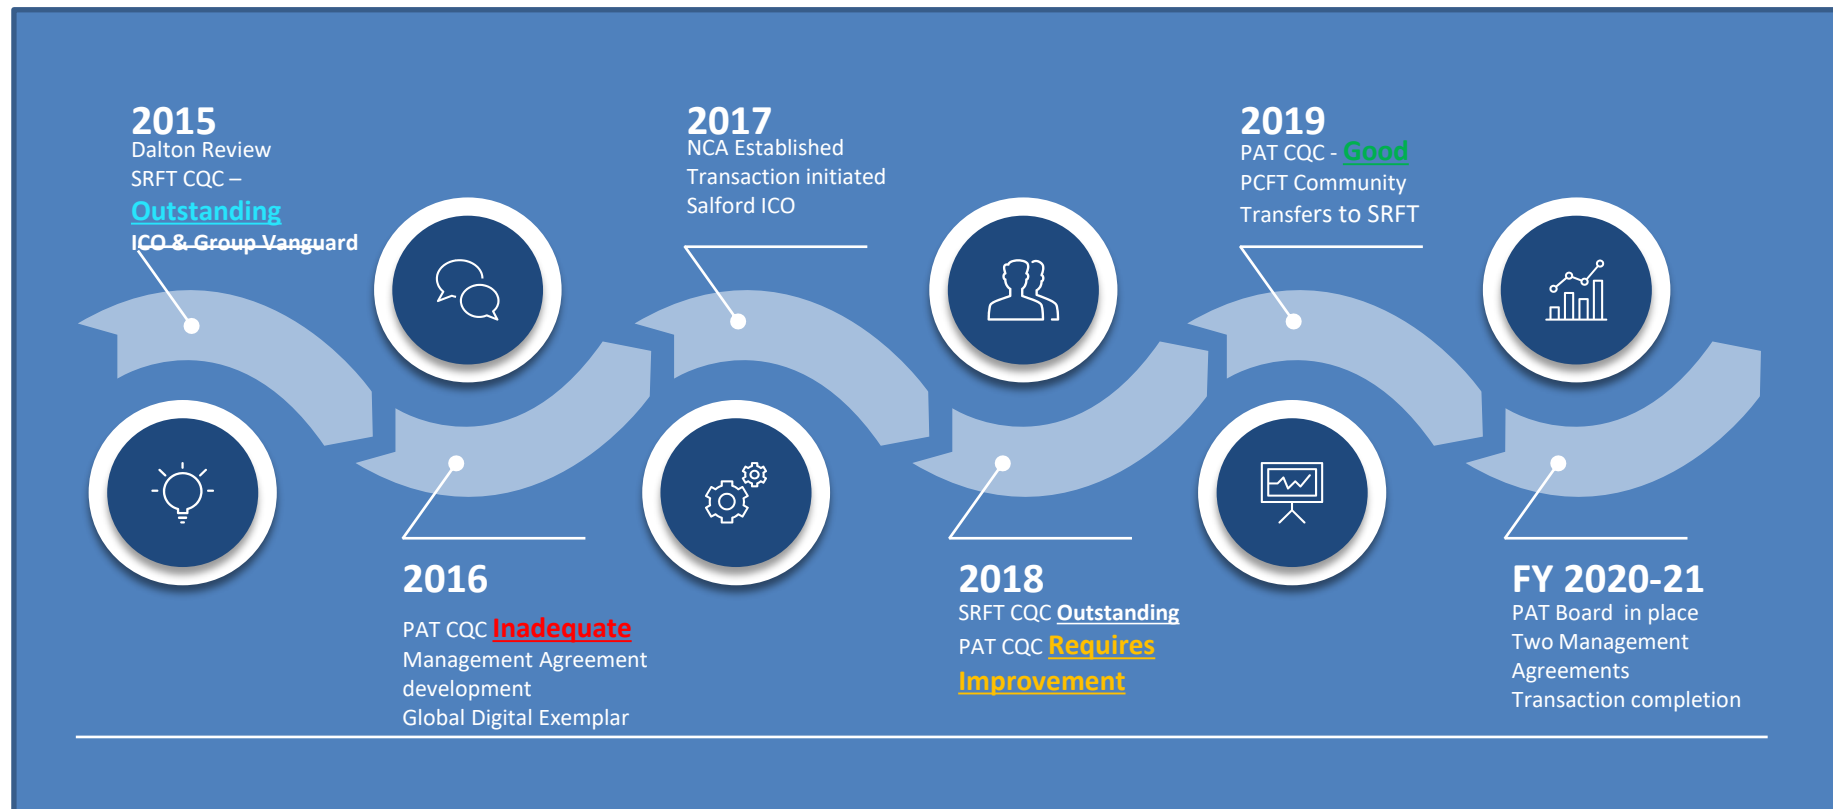 2015
Dalton Review
SRFT CQC –
Outstanding
ICO & Group Vanguard
2016
PAT CQC Inadequate
Management Agreement
development
Global Digital Exemplar
2017
NCA Established
Transaction initiated
Salford ICO
2018
SRFT CQC Outstanding
PAT CQC Requires
Improvement
2019
PAT CQC - Good
PCFT Community
Transfers to SRFT
FY 2020-21
PAT Board in place
Two Management
Agreements
Transaction completion